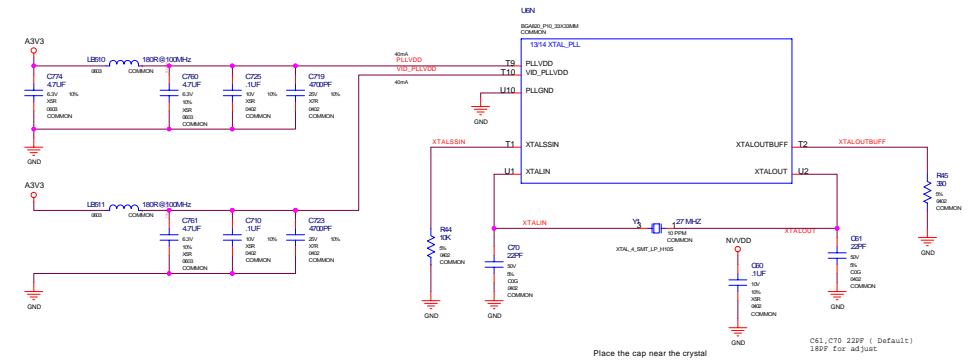 U6N
BGA820_P10_33X33MM
COMMON
13/14 XTAL_PLL
A3V3
LB510
180R@100MHz
0603
COMMON
40mA
PLLVDD
T9
PLLVDD
T10
VID_PLLVDD
VID_PLLVDD
40mA
C774
4.7UF
6.3V
10%
X5R
0603
COMMON
C760
4.7UF
6.3V
10%
X5R
0603
COMMON
C725
.1UF
10V
10%
X5R
0402
COMMON
C719
4700PF
25V
10%
X7R
0402
COMMON
U10
PLLGND
GND
GND
XTALSSIN
T1
XTALSSIN
XTALOUTBUFF
T2
XTALOUTBUFF
U1
XTALIN
XTALOUT
U2
R45
330
5%
0402
COMMON
A3V3
LB511
180R@100MHz
0603
COMMON
C761
4.7UF
6.3V
10%
X5R
0603
COMMON
C710
.1UF
10V
10%
X5R
0402
COMMON
C723
4700PF
25V
10%
X7R
0402
COMMON
R44
10K
5%
0402
COMMON
XTALIN
3
1
27 MHZ
10 PPM
COMMON
XTAL_4_SMT_LP_H10S
XTALOUT
C70
22PF
50V
5%
C0G
0402
COMMON
NVVDD
C60
.1UF
10V
10%
X5R
0402
COMMON
C61
22PF
50V
5%
C0G
0402
COMMON
GND
GND
GND
GND
GND
GND
GND
Place the cap near the crystal
C61,C70 22PF ( Default)
18PF for adjust